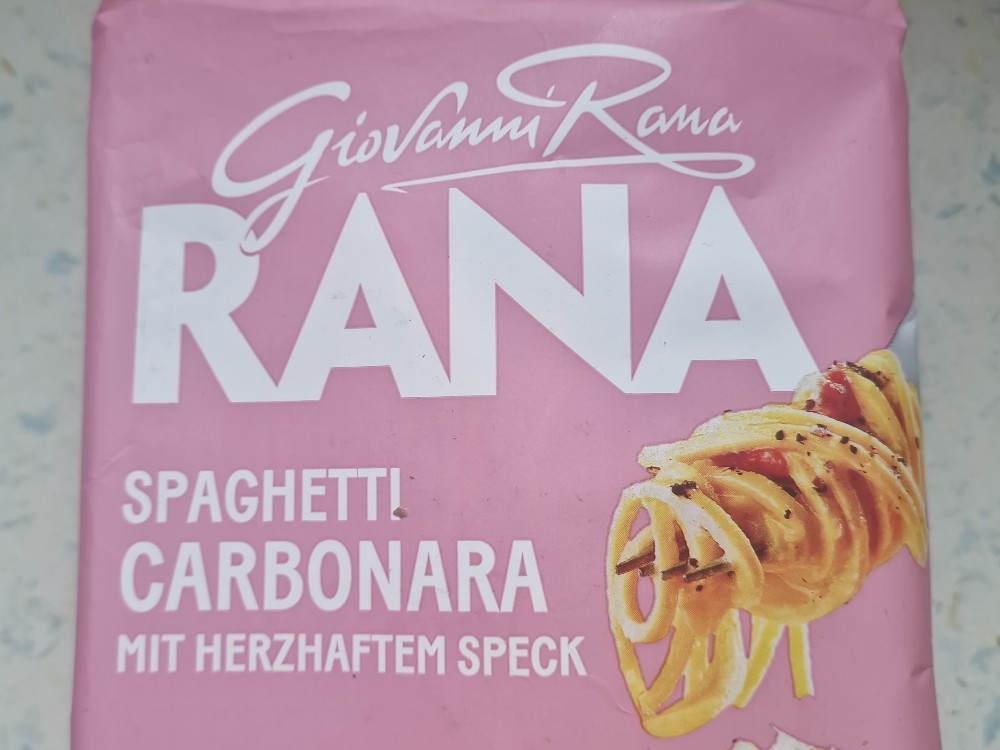 Giovanni Rana
RANA
SPAGHETTI
CARBONARA
MIT HERZHAFTEM SPECK